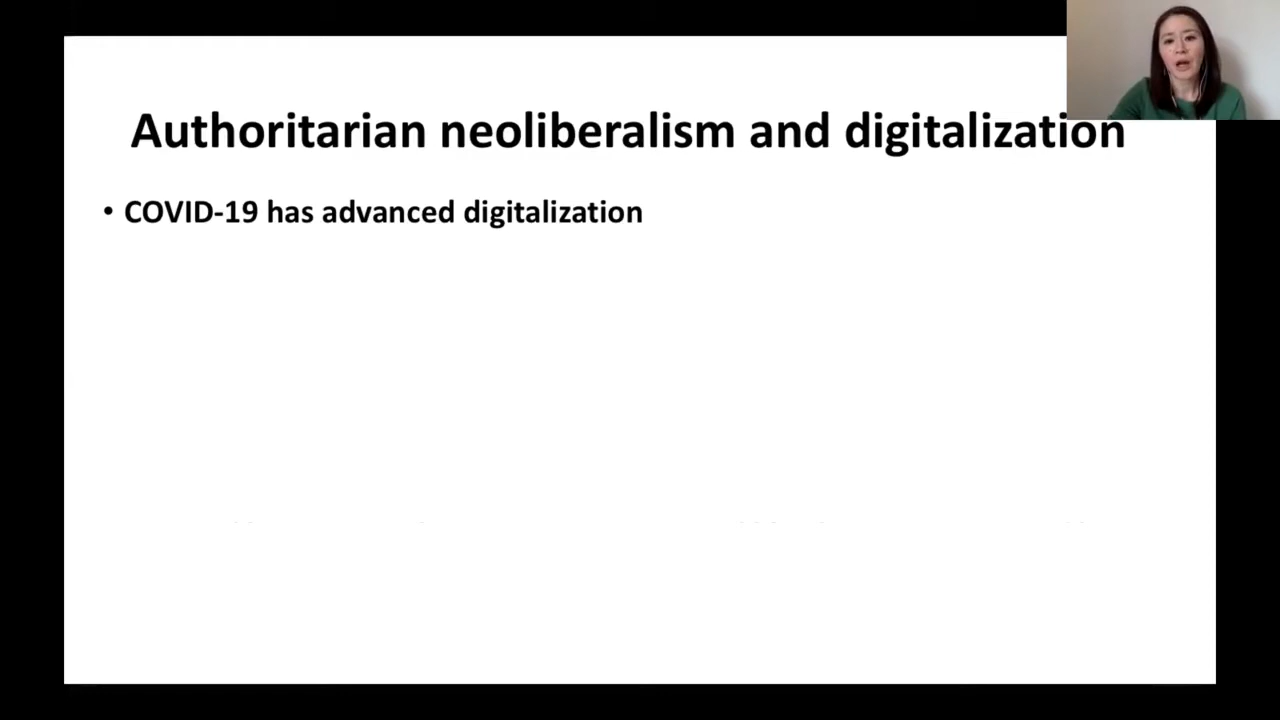 Authoritarian neoliberalism and digitalization
• COVID-19 has advanced digitalization